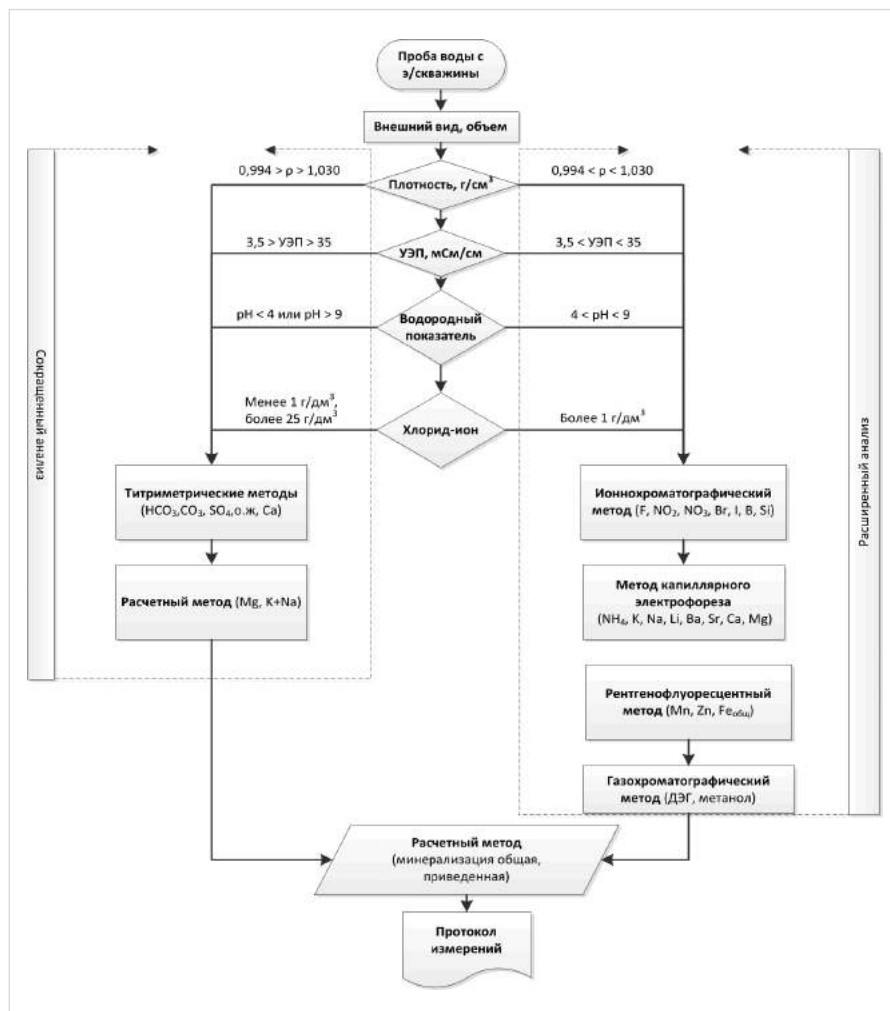 Проба воды с
э/скважины
Внешний вид, объем
0,994 > ρ > 1,030
Плотность, г/см³
0,994 < ρ < 1,030
3,5 > УЭП > 35
УЭП, мСм/см
3,5 < УЭП < 35
pH < 4 или pH > 9
Водородный
показатель
4 < pH < 9
Менее 1 г/дм³,
более 25 г/дм³
Хлорид-ион
Более 1 г/дм³
Сокращенный анализ
Расширенный анализ
Титриметрические методы
(HCO₃,CO₃, SO₄,о.ж, Ca)
Расчетный метод (Mg, K+Na)
Ионнохроматографический
метод (F, NO₂, NO₃, Br, I, B, Si)
Метод капиллярного
электрофореза
(NH₄, K, Na, Li, Ba, Sr, Ca, Mg)
Рентгенофлуоресцентный
метод (Mn, Zn, Feобщ)
Газохроматографический
метод (ДЭГ, метанол)
Расчетный метод
(минерализация общая,
приведенная)
Протокол
измерений